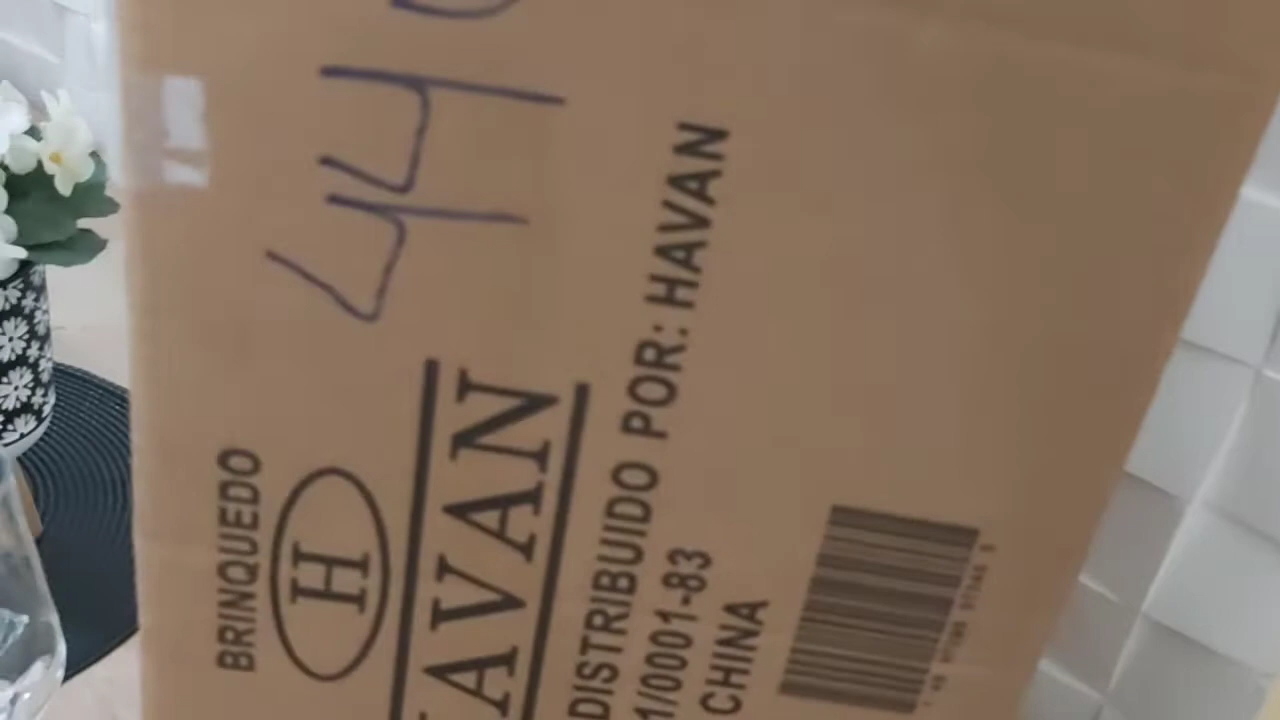 44
BRINQUEDO
H
AVAN
DISTRIBUIDO POR: HAVAN
1/0001-83
CHINA